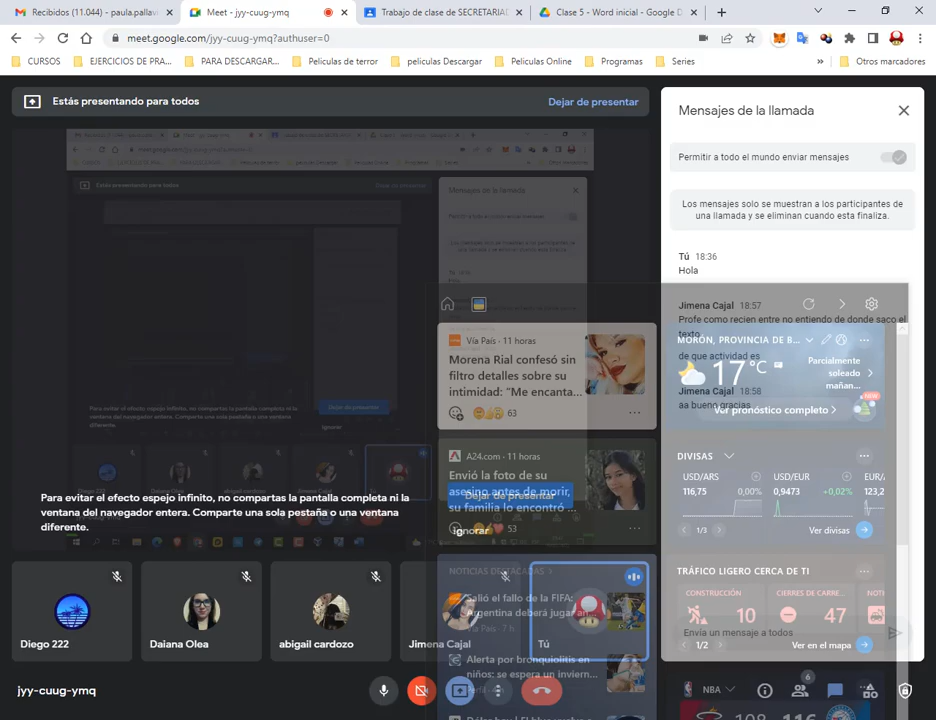 Recibidos (11.044) - paula.pallavi
Meet - jyy-cuug-ymq
Trabajo de clase de SECRETARIAD
Clase 5 - Word inicial - Google D
meet.google.com/jyy-cuug-ymq?authuser=0
CURSOS
EJERCICIOS DE PRA...
PARA DESCARGAR...
Peliculas de terror
peliculas Descargar
Peliculas Online
Programas
Series
»
Otros marcadores
Estás presentando para todos
Dejar de presentar
Mensajes de la llamada
Permitir a todo el mundo enviar mensajes
Los mensajes solo se muestran a los participantes de
una llamada y se eliminan cuando esta finaliza.
Tú 18:36
Hola
Jimena Cajal 18:57
Profe como recien entre no entiendo de donde saco el
texto
de que actividad es
Jimena Cajal 18:58
aa bueno gracias
MORÓN, PROVINCIA DE B...
17 °C
Parcialmente
soleado
mañan...
NEW
Ver pronóstico completo
Vía País · 11 horas
Morena Rial confesó sin
filtro detalles sobre su
intimidad: "Me encanta...
63
A24.com · 11 horas
Envió la foto de su
asesino antes de morir,
su familia lo encontró ...
53
Dejar de presentar
Ignorar
Para evitar el efecto espejo infinito, no compartas la pantalla completa ni la
ventana del navegador entera. Comparte una sola pestaña o una ventana
diferente.
DIVISAS
USD/ARS
116,75
0,00%
USD/EUR
0,9473
+0,02%
EUR/
123,2
1/3
Ver divisas
TRÁFICO LIGERO CERCA DE TI
CONSTRUCCIÓN
10
CIERRES DE CARRE...
47
Envía un mensaje a todos
1/2
Ver en el mapa
NOTICIAS DESTACADAS
Salió el fallo de la FIFA:
Argentina deberá jugar an...
Vía País · 7 h
Alerta por bronquiolitis en
niños: se espera un inviern...
Diego 222
Daiana Olea
abigail cardozo
Jimena Cajal
Tú
jyy-cuug-ymq
NBA
6
108
116